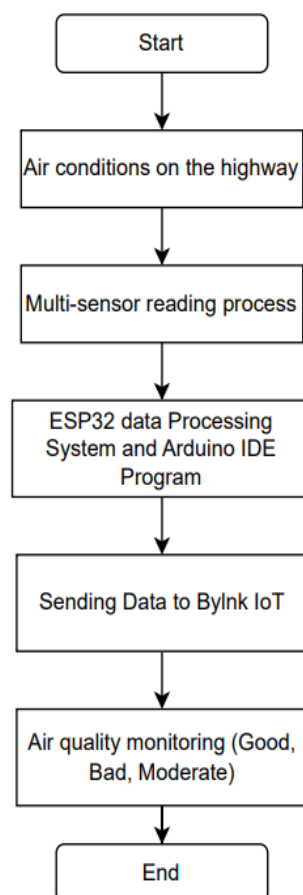 Start
Air conditions on the highway
Multi-sensor reading process
ESP32 data Processing
System and Arduino IDE
Program
Sending Data to Bylnk IoT
Air quality monitoring (Good,
Bad, Moderate)
End